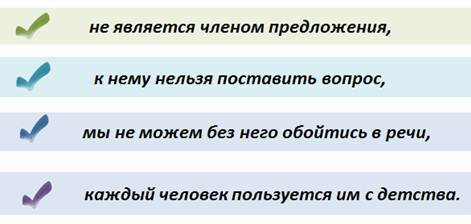 не является членом предложения,
к нему нельзя поставить вопрос,
мы не можем без него обойтись в речи,
каждый человек пользуется им с детства.